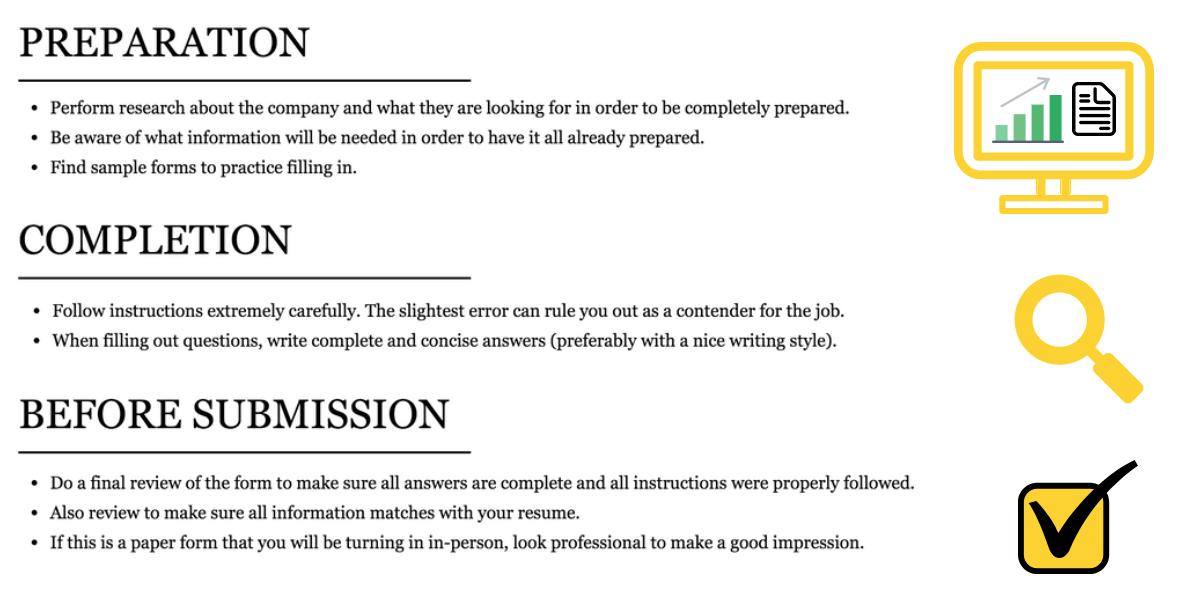 PREPARATION
• Perform research about the company and what they are looking for in order to be completely prepared.
• Be aware of what information will be needed in order to have it all already prepared.
• Find sample forms to practice filling in.
COMPLETION
• Follow instructions extremely carefully. The slightest error can rule you out as a contender for the job.
• When filling out questions, write complete and concise answers (preferably with a nice writing style).
BEFORE SUBMISSION
• Do a final review of the form to make sure all answers are complete and all instructions were properly followed.
• Also review to make sure all information matches with your resume.
• If this is a paper form that you will be turning in in-person, look professional to make a good impression.